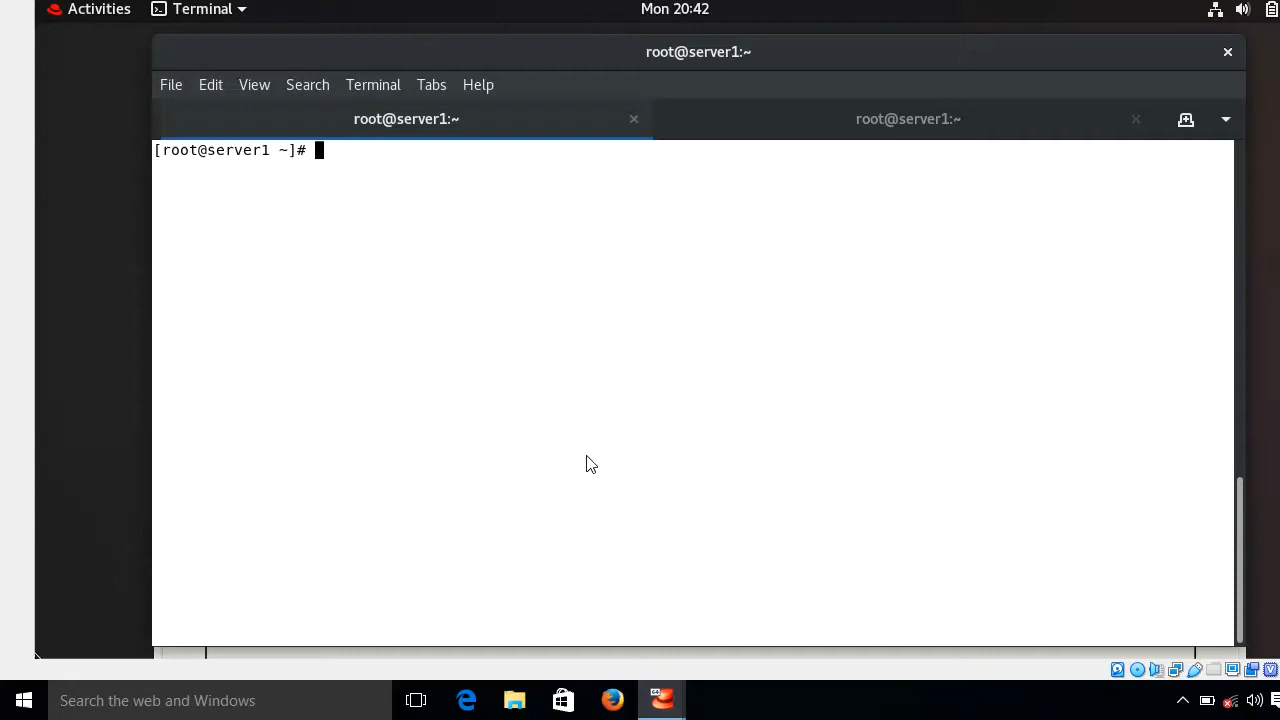 Activities Terminal Mon 20:42
root@server1:~
File Edit View Search Terminal Tabs Help
root@server1:~ root@server1:~
[root@server1 ~]#
Search the web and Windows